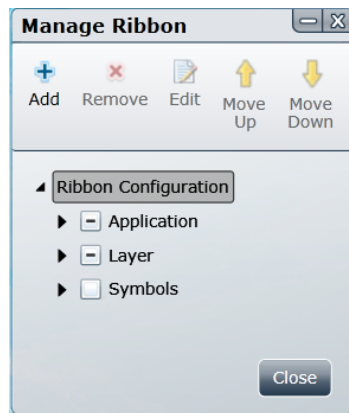 Manage Ribbon
Add Remove Edit Move Up Move Down
Ribbon Configuration
Application
Layer
Symbols
Close